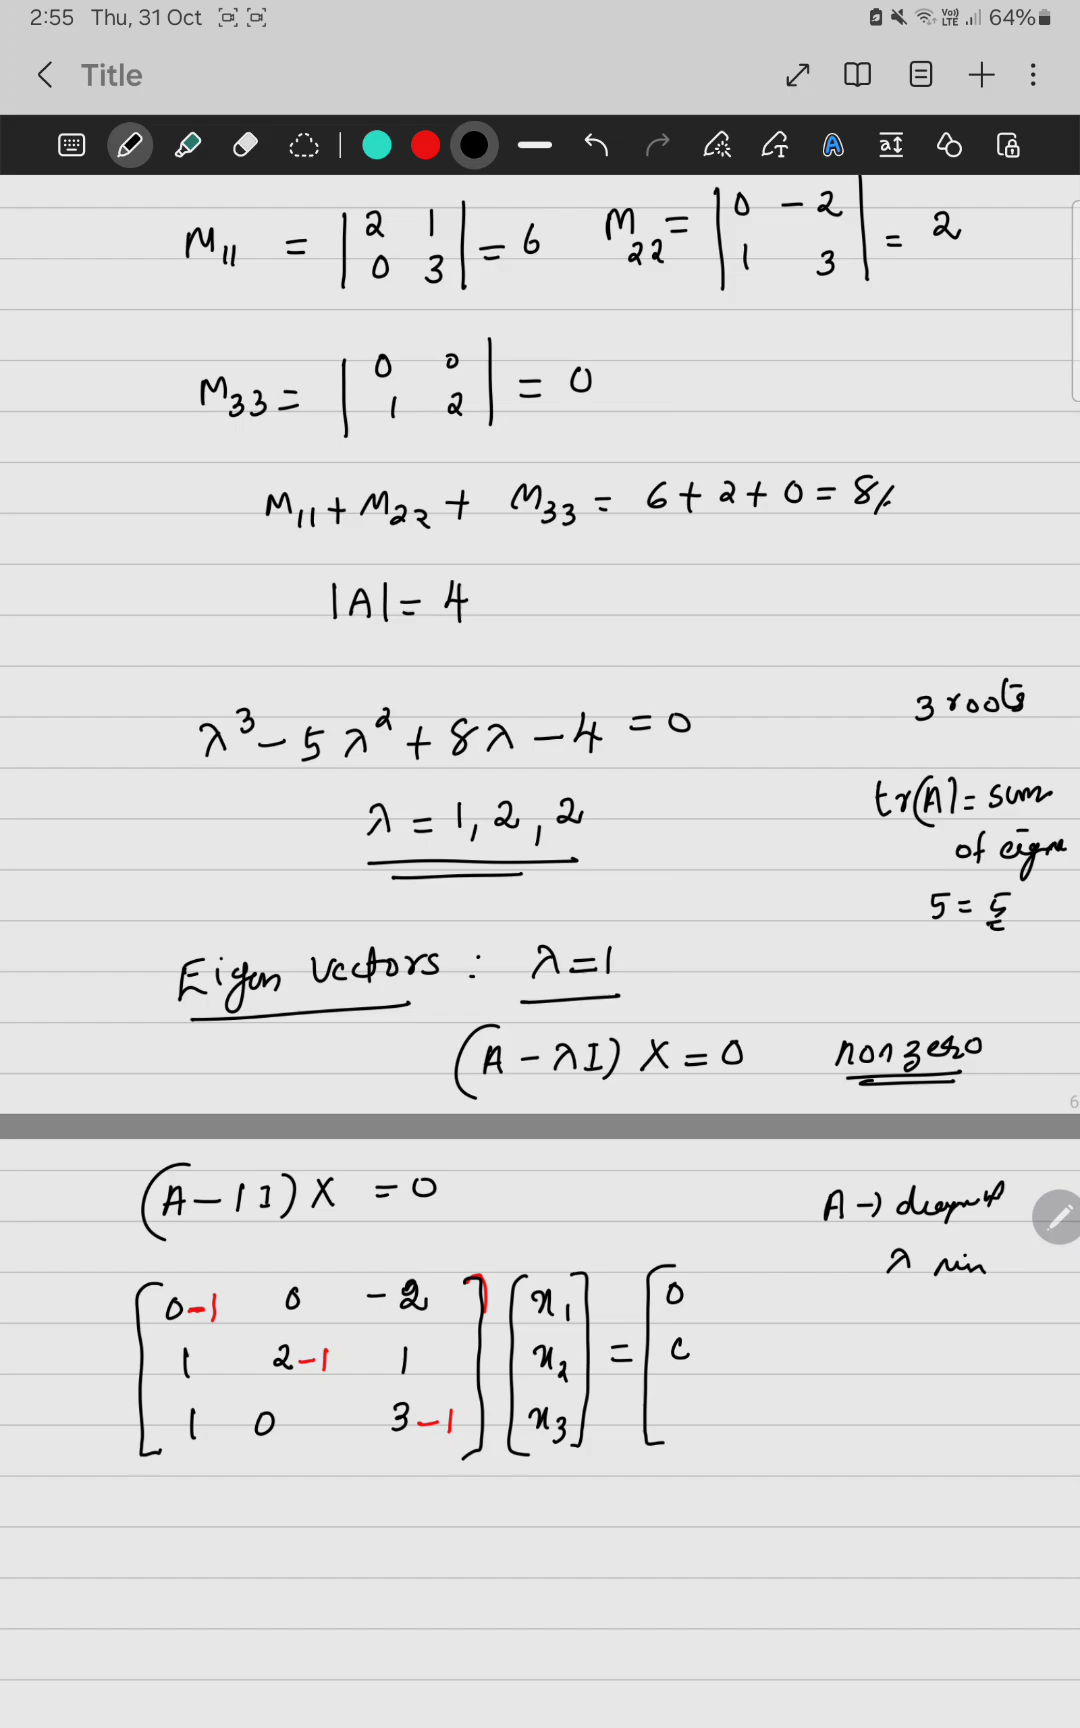 2:55 Thu, 31 Oct 64%
Title
M11 = | 2 1 | = 6 M22 = | 0 -2 | = 2
| 0 3 | | 1 3 |
M33 = | 0 0 | = 0
| 1 2 |
M11 + M22 + M33 = 6 + 2 + 0 = 8
|A| = 4
λ³ - 5λ² + 8λ - 4 = 0 3 roots
λ = 1, 2, 2 tr(A) = sum
of eigen
5 = 5
Eigen vectors : λ = 1
(A - λI) X = 0 non zero
6
(A - 1I) X = 0 A →
λ
[ 0-1 0 -2 ] [ x1 ] = [ 0
[ 1 2-1 1 ] [ x2 ] [ c
[ 1 0 3-1 ] [ x3 ] [